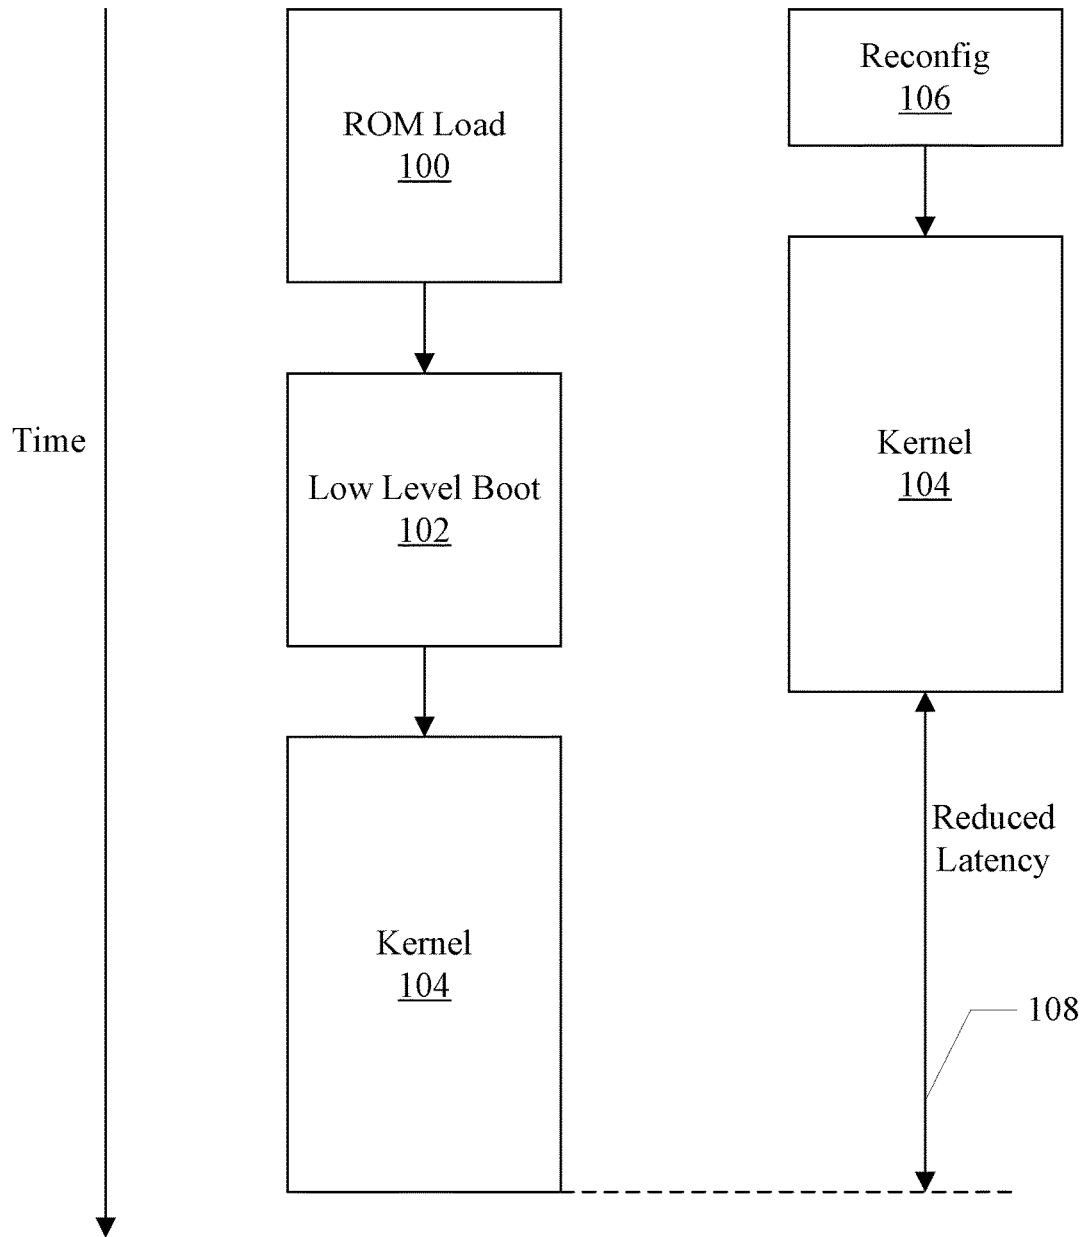 Time
ROM Load
100
Low Level Boot
102
Kernel
104
Reconfig
106
Kernel
104
Reduced
Latency
108